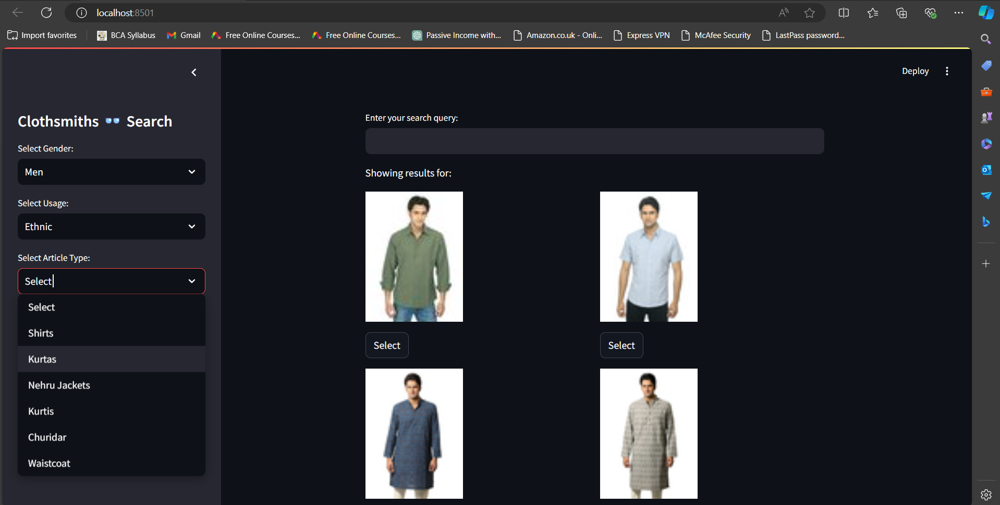 localhost:8501
Import favorites
BCA Syllabus
Gmail
Free Online Courses...
Free Online Courses...
Passive Income with...
Amazon.co.uk - Onli...
Express VPN
McAfee Security
LastPass password...
Deploy
Clothsmiths 👓 Search
Select Gender:
Men
Select Usage:
Ethnic
Select Article Type:
Select
Select
Shirts
Kurtas
Nehru Jackets
Kurtis
Churidar
Waistcoat
Enter your search query:
Showing results for:
Select
Select